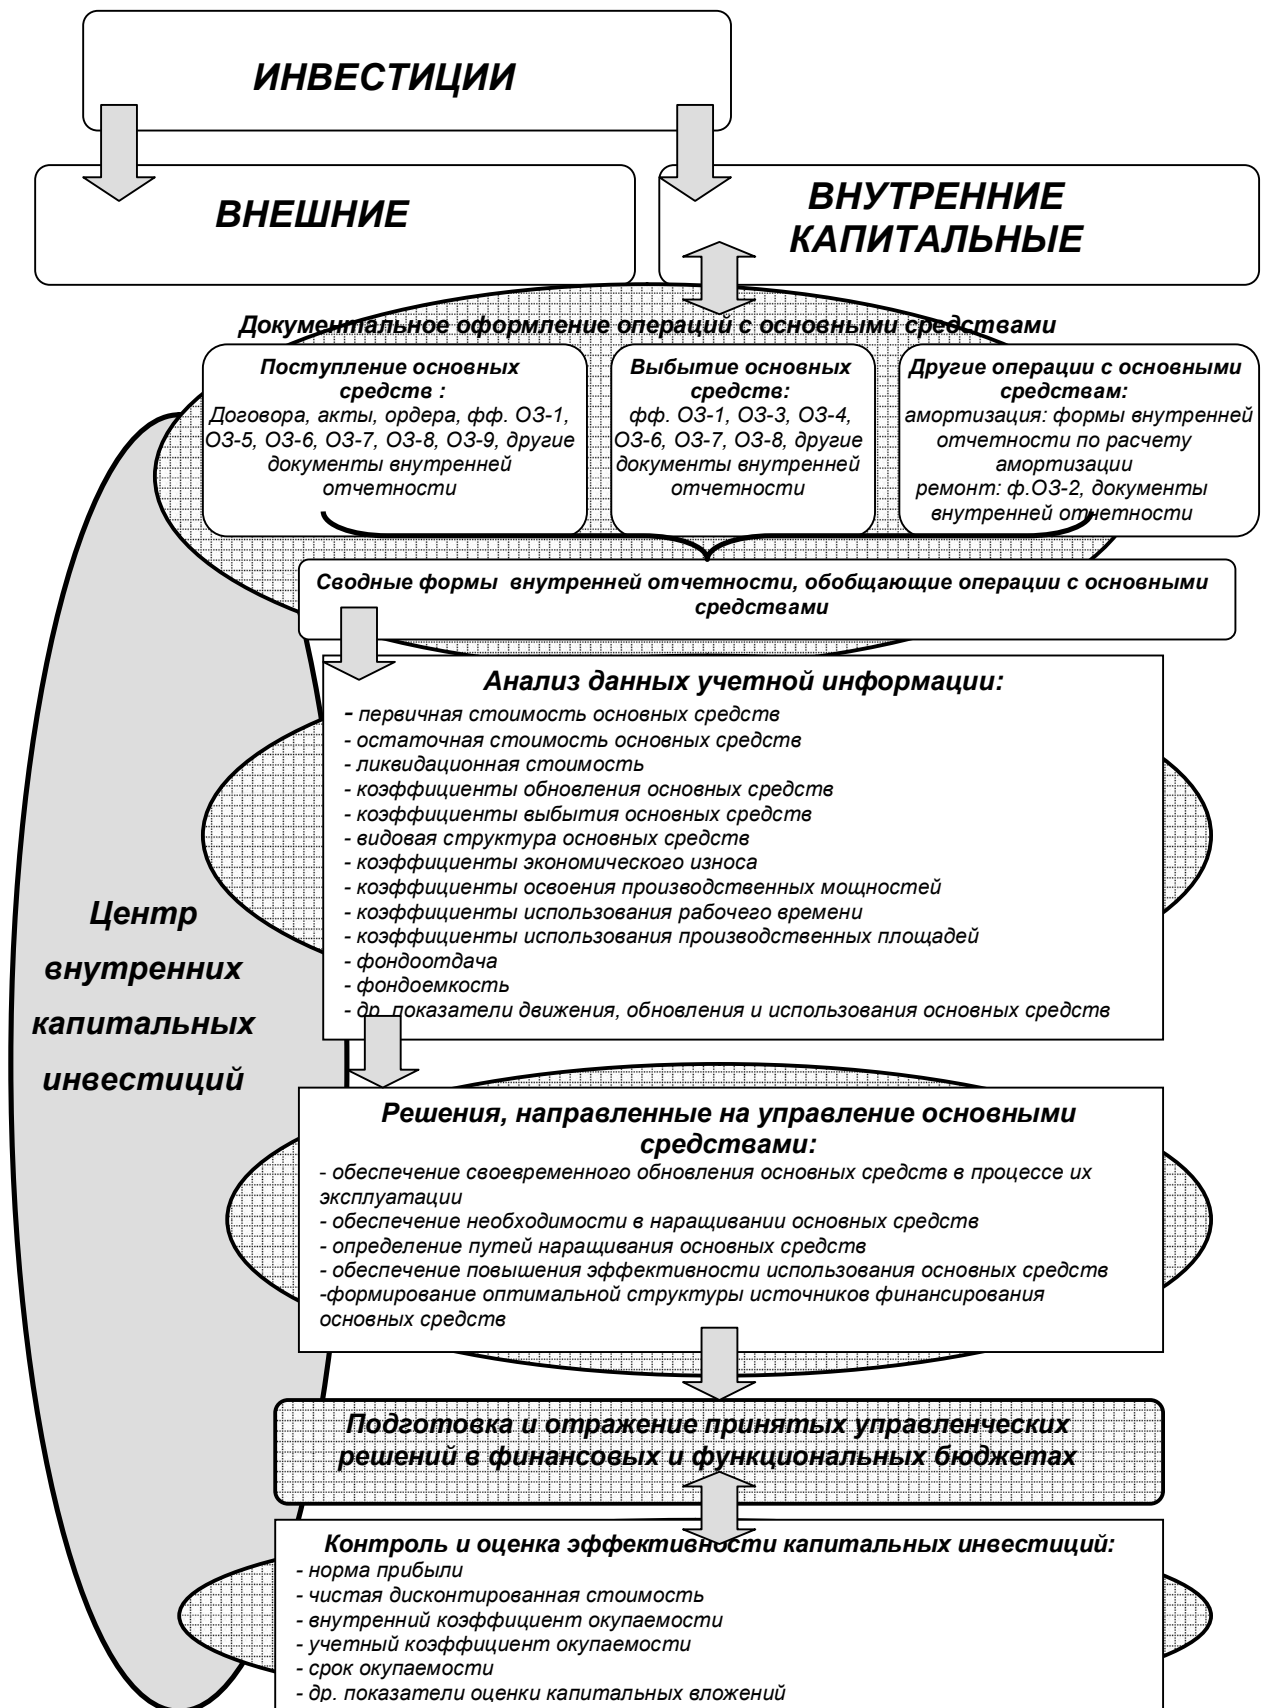 ИНВЕСТИЦИИ
ВНЕШНИЕ
ВНУТРЕННИЕ
КАПИТАЛЬНЫЕ
Документальное оформление операций с основными средствами
Поступление основных
средств :
Договора, акты, ордера, фф. ОЗ-1,
ОЗ-5, ОЗ-6, ОЗ-7, ОЗ-8, ОЗ-9, другие
документы внутренней
отчетности
Выбытие основных
средств:
фф. ОЗ-1, ОЗ-3, ОЗ-4,
ОЗ-6, ОЗ-7, ОЗ-8, другие
документы внутренней
отчетности
Другие операции с основными
средствам:
амортизация: формы внутренней
отчетности по расчету
амортизации
ремонт: ф.ОЗ-2, документы
внутренней отчетности
Сводные формы внутренней отчетности, обобщающие операции с основными
средствами
Анализ данных учетной информации:
- первичная стоимость основных средств
- остаточная стоимость основных средств
- ликвидационная стоимость
- коэффициенты обновления основных средств
- коэффициенты выбытия основных средств
- видовая структура основных средств
- коэффициенты экономического износа
- коэффициенты освоения производственных мощностей
- коэффициенты использования рабочего времени
- коэффициенты использования производственных площадей
- фондоотдача
- фондоемкость
- др. показатели движения, обновления и использования основных средств
Центр
внутренних
капитальных
инвестиций
Решения, направленные на управление основными
средствами:
- обеспечение своевременного обновления основных средств в процессе их
эксплуатации
- обеспечение необходимости в наращивании основных средств
- определение путей наращивания основных средств
- обеспечение повышения эффективности использования основных средств
-формирование оптимальной структуры источников финансирования
основных средств
Подготовка и отражение принятых управленческих
решений в финансовых и функциональных бюджетах
Контроль и оценка эффективности капитальных инвестиций:
- норма прибыли
- чистая дисконтированная стоимость
- внутренний коэффициент окупаемости
- учетный коэффициент окупаемости
- срок окупаемости
- др. показатели оценки капитальных вложений